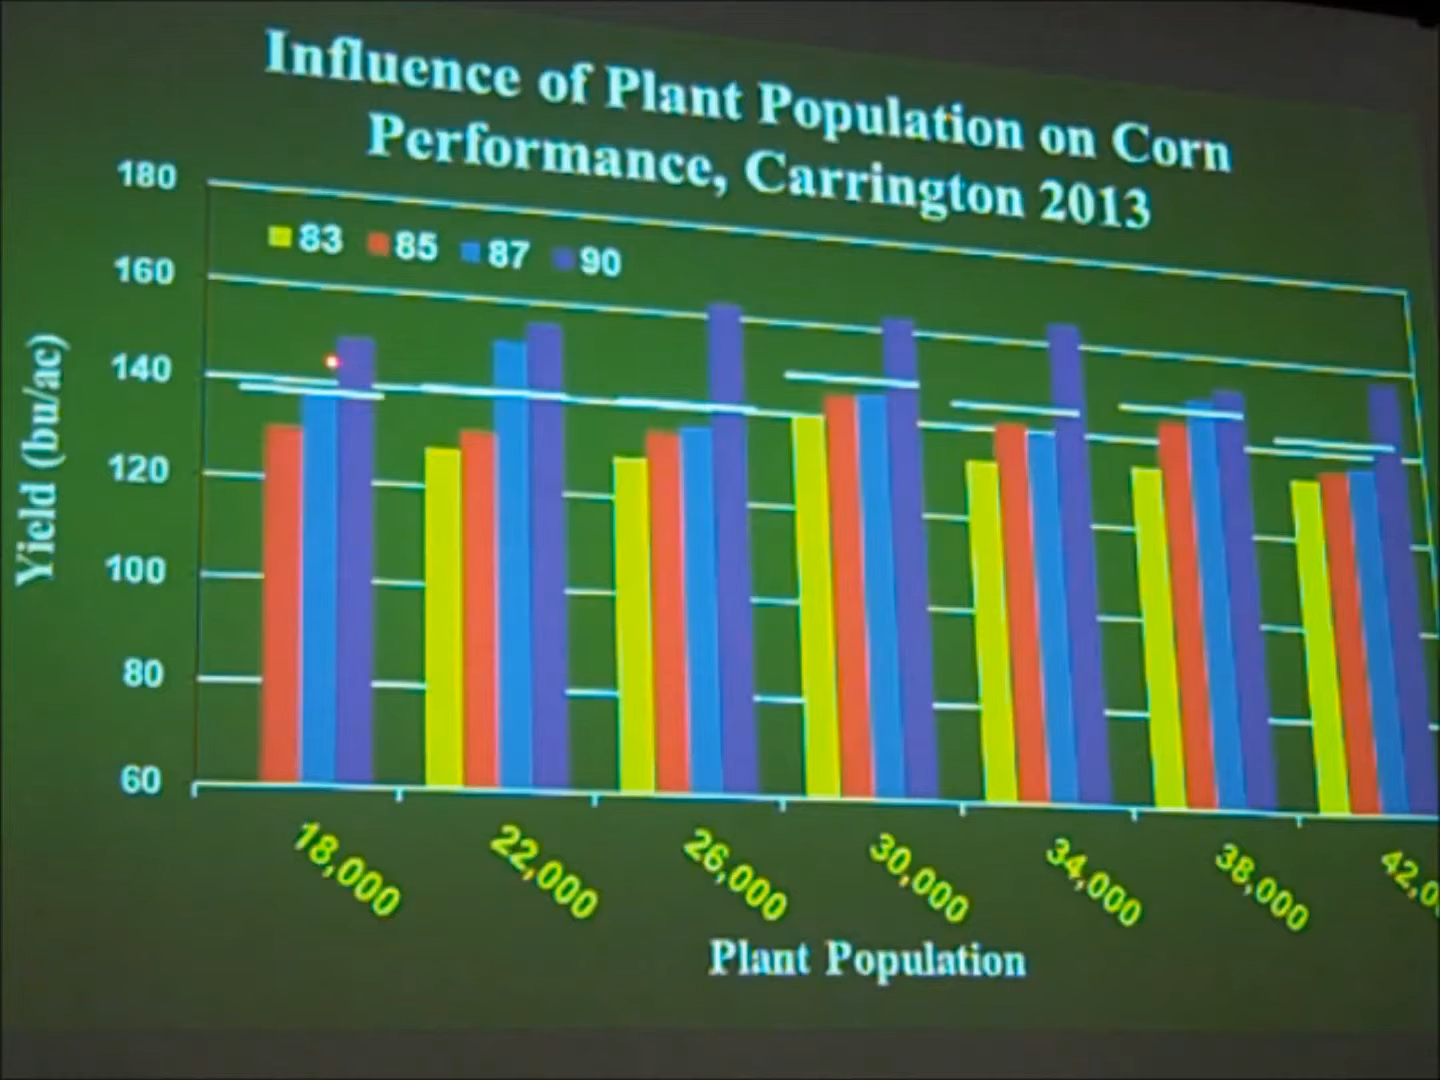 Influence of Plant Population on Corn
Performance, Carrington 2013
83 85 87 90
180
160
140
120
100
80
60
Yield (bu/ac)
18,000
22,000
26,000
30,000
34,000
38,000
Plant Population